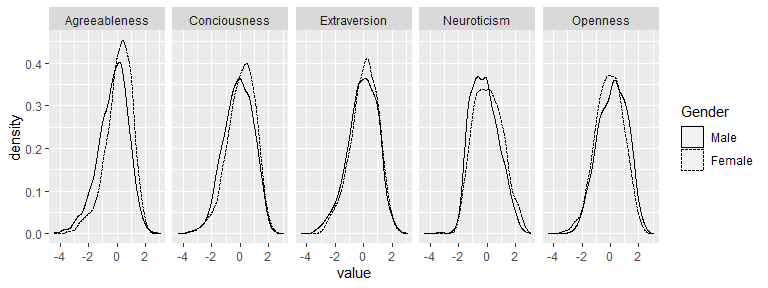 Agreeableness Conciousness Extraversion Neuroticism Openness
density
0.4
0.3
0.2
0.1
0.0
-4 -2 0 2 -4 -2 0 2 -4 -2 0 2 -4 -2 0 2 -4 -2 0 2
value
Gender
Male
Female